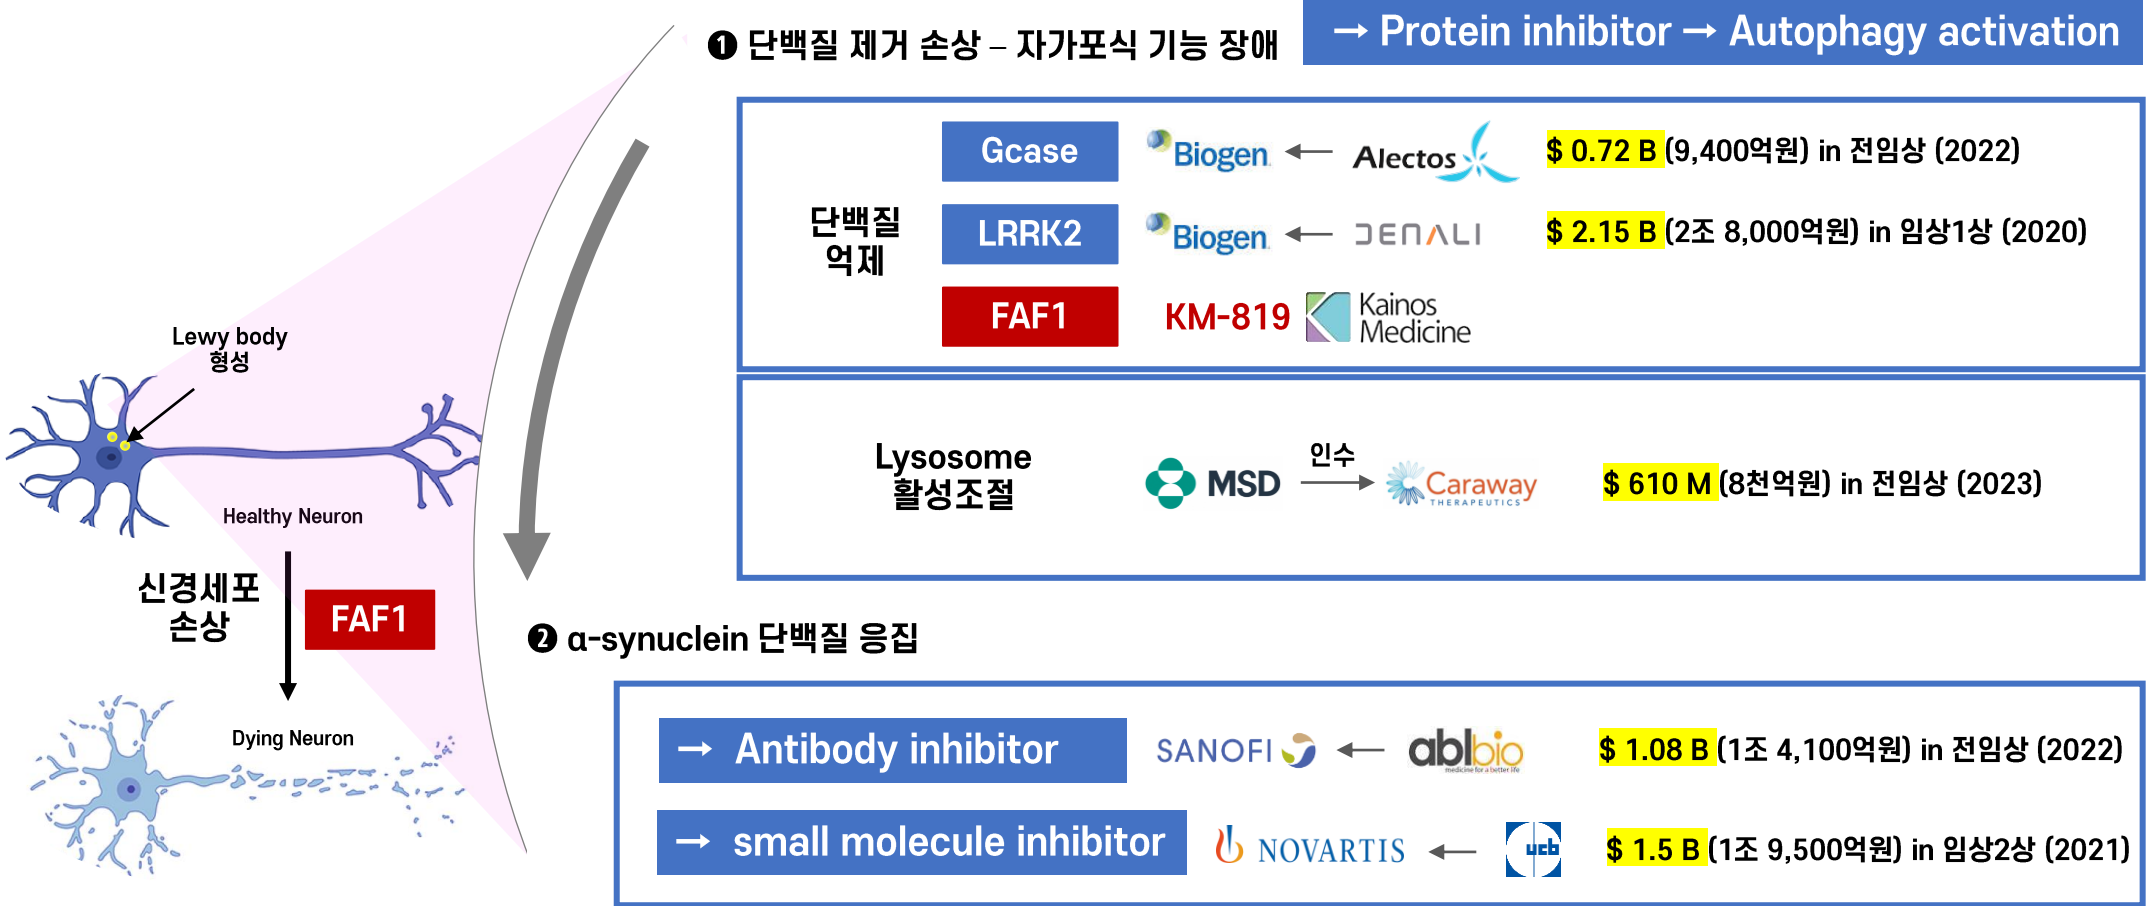 ❶ 단백질 제거 손상 – 자가포식 기능 장애
→ Protein inhibitor → Autophagy activation
단백질
억제
Gcase
Biogen
Alectos
$ 0.72 B (9,400억원) in 전임상 (2022)
LRRK2
Biogen
DENALI
$ 2.15 B (2조 8,000억원) in 임상1상 (2020)
FAF1
KM-819
Kainos
Medicine
Lysosome
활성조절
MSD
인수
Caraway
THERAPEUTICS
$ 610 M (8천억원) in 전임상 (2023)
Lewy body
형성
Healthy Neuron
신경세포
손상
FAF1
Dying Neuron
❷ α-synuclein 단백질 응집
→ Antibody inhibitor
SANOFI
ablbio
medicine for a better life
$ 1.08 B (1조 4,100억원) in 전임상 (2022)
→ small molecule inhibitor
NOVARTIS
ucb
$ 1.5 B (1조 9,500억원) in 임상2상 (2021)